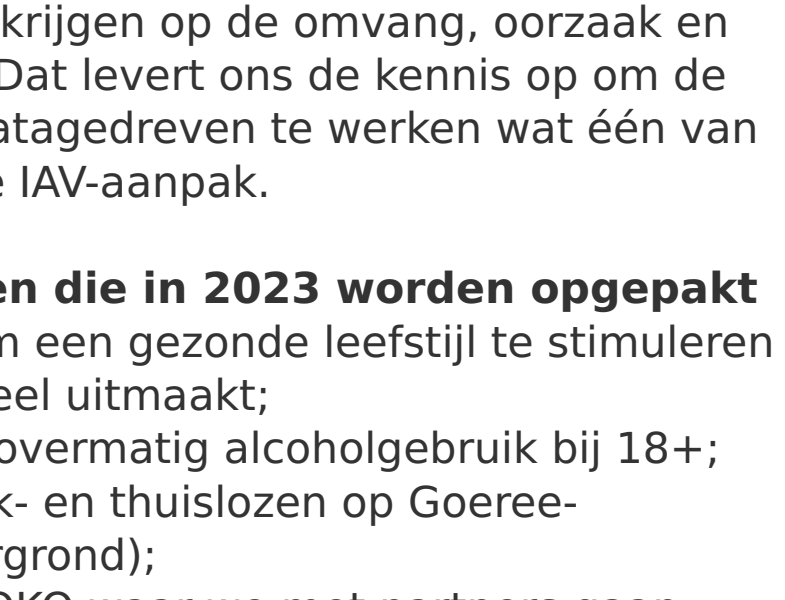 krijgen op de omvang, oorzaak en
Dat levert ons de kennis op om de
atagedreven te werken wat één van
IAV-aanpak.
en die in 2023 worden opgepakt
een gezonde leefstijl te stimuleren
eel uitmaakt;
overmatig alcoholgebruik bij 18+;
k- en thuislozen op Goeree-
rgrond);